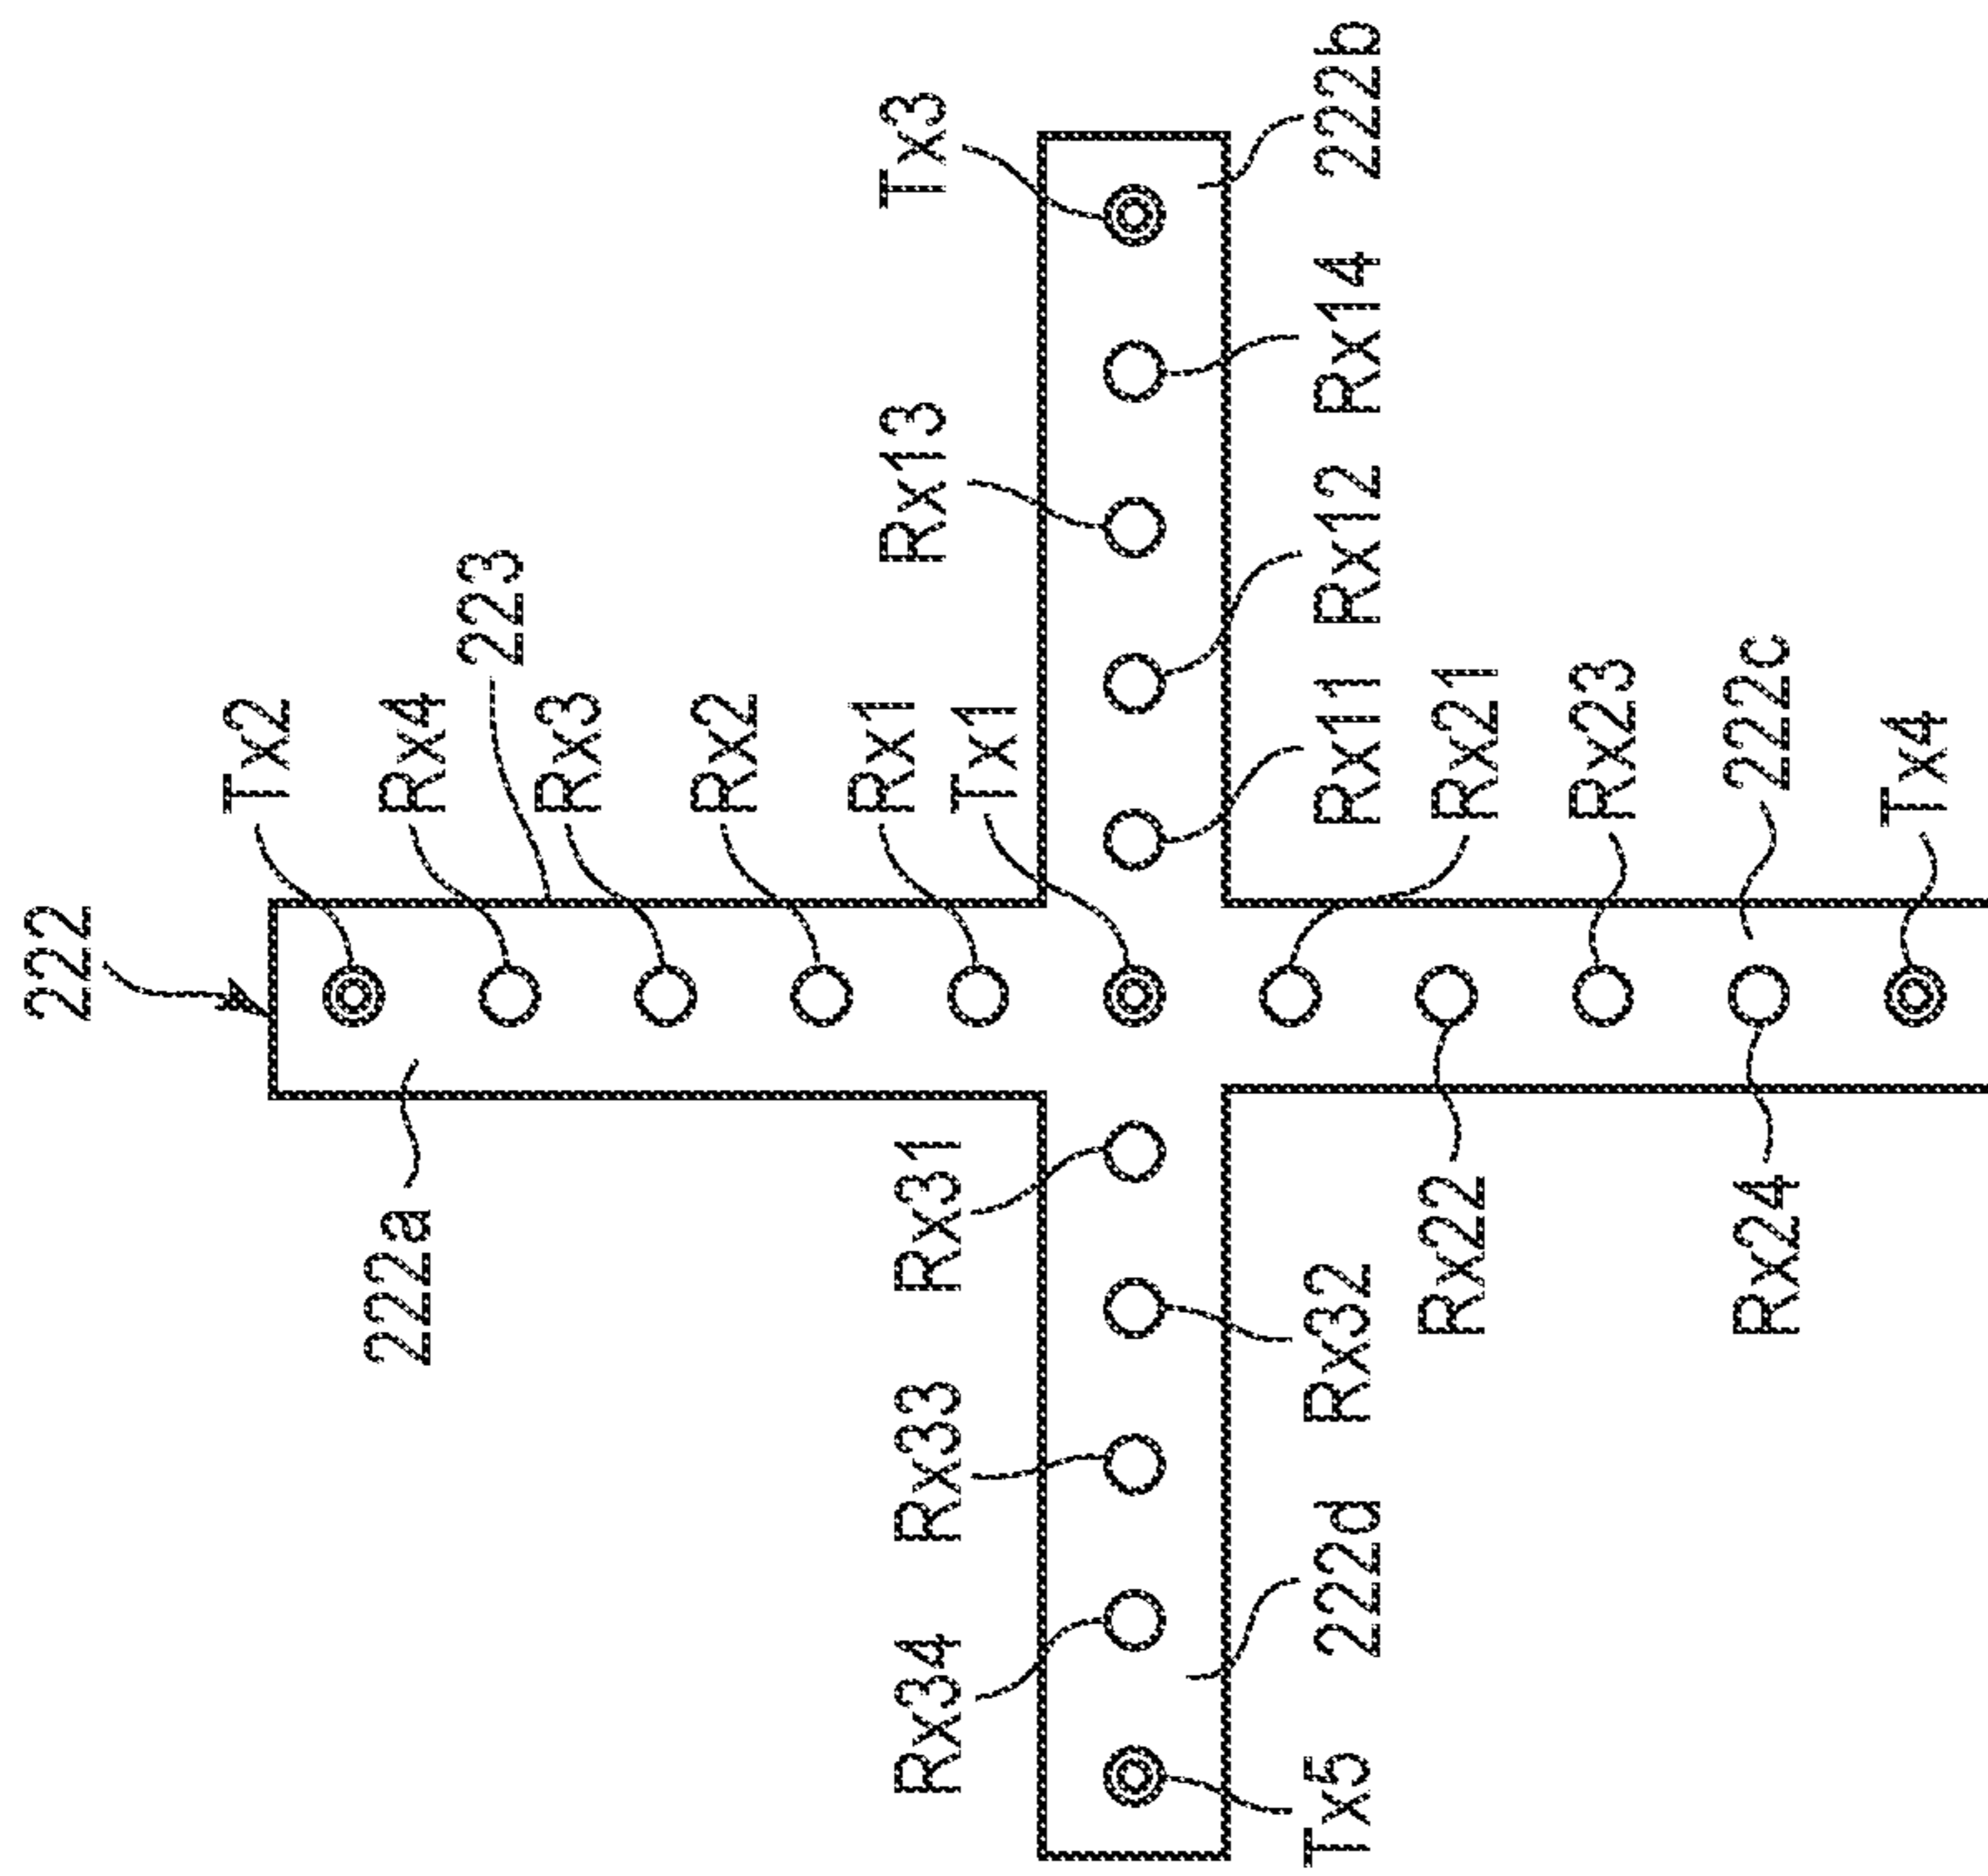 222
Tx2
Rx4
223
Rx3
Rx2
Rx1
Tx1
Rx13
Tx3
222b
Rx14
Rx12
Rx11
Rx21
Rx23
222c
Tx4
222a
Rx31
Rx33
Rx34
Rx32
222d
Tx5
Rx22
Rx24